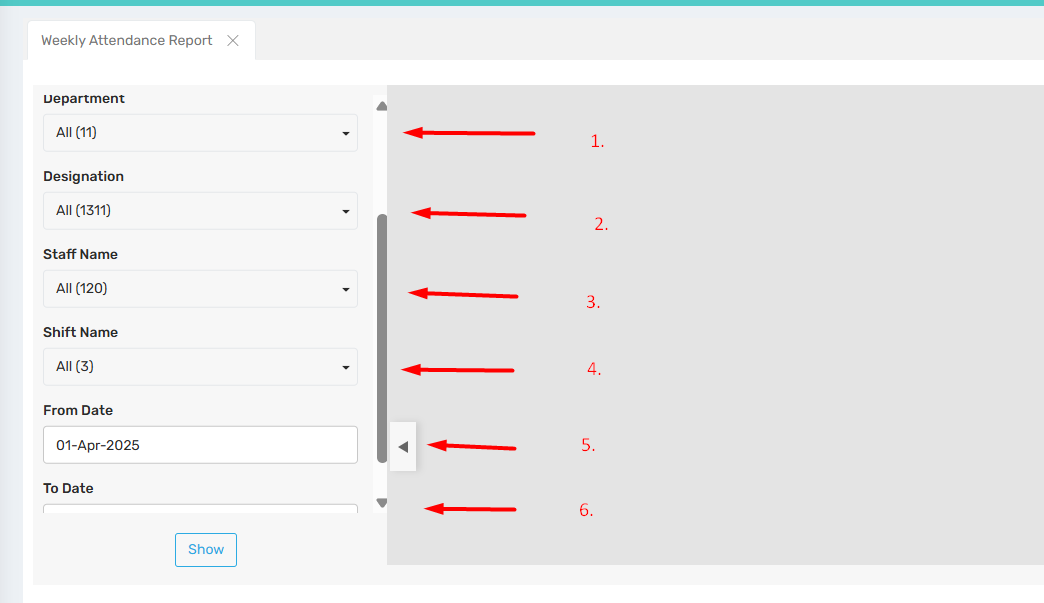 Weekly Attendance Report
Department
All (11)
1.
Designation
All (1311)
2.
Staff Name
All (120)
3.
Shift Name
All (3)
4.
From Date
01-Apr-2025
5.
To Date
6.
Show